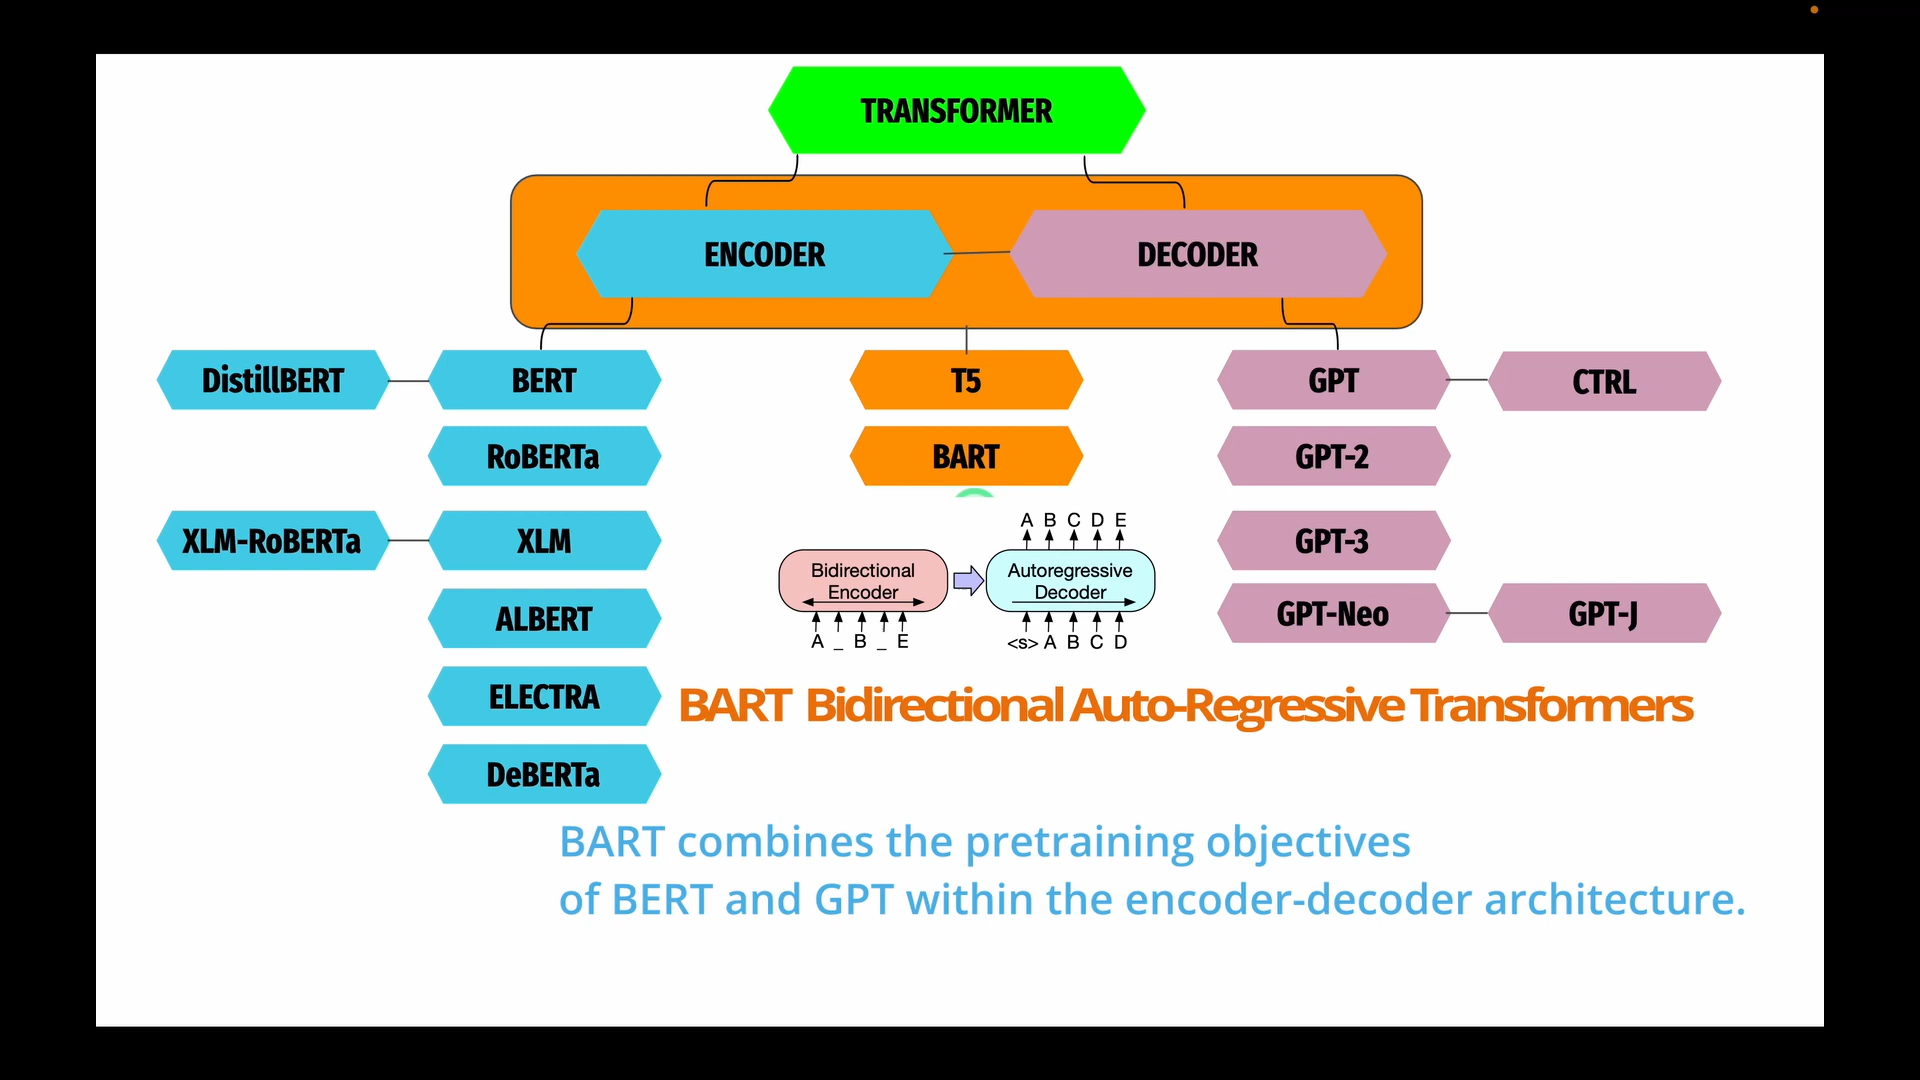 TRANSFORMER
ENCODER
DECODER
DistillBERT
BERT
T5
GPT
CTRL
RoBERTa
BART
GPT-2
XLM-RoBERTa
XLM
GPT-3
A B C D E
Bidirectional
Encoder
Autoregressive
Decoder
A _ B _ E
<s> A B C D
ALBERT
GPT-Neo
GPT-J
ELECTRA
BART Bidirectional Auto-Regressive Transformers
DeBERTa
BART combines the pretraining objectives
of BERT and GPT within the encoder-decoder architecture.